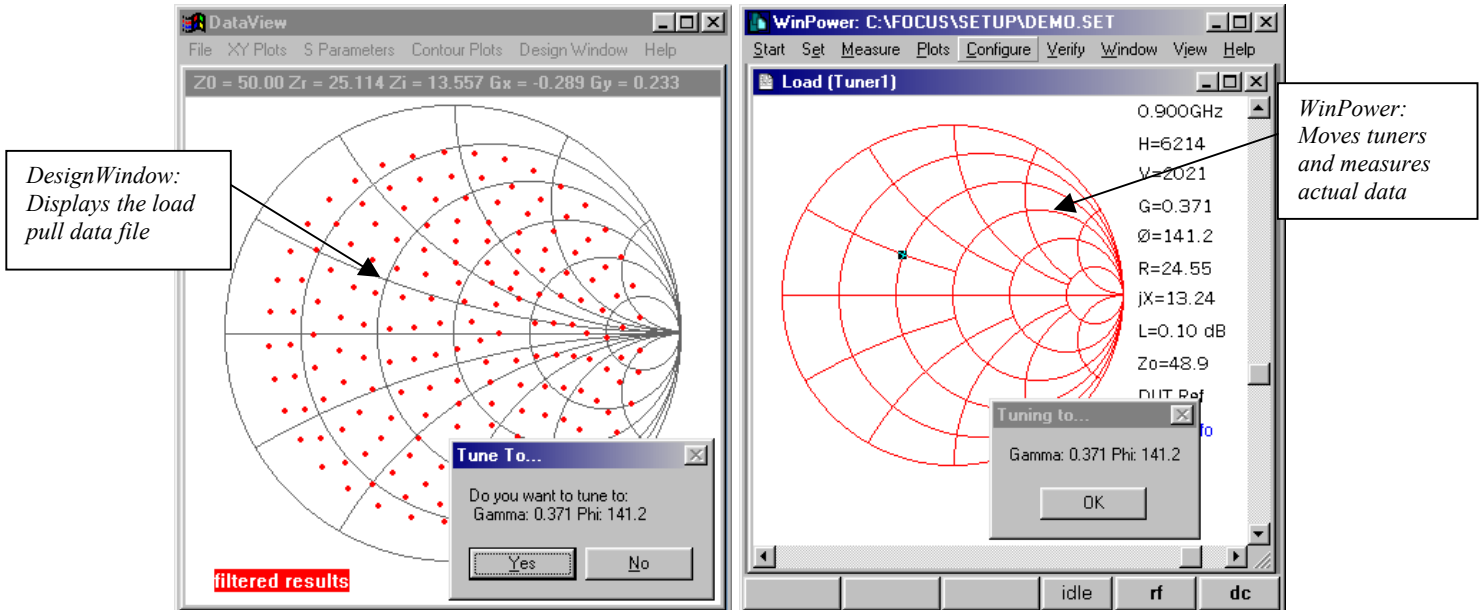 DataView
File XY Plots S Parameters Contour Plots Design Window Help
Z0 = 50.00 Zr = 25.114 Zi = 13.557 Gx = -0.289 Gy = 0.233
DesignWindow:
Displays the load
pull data file
Tune To...
Do you want to tune to:
Gamma: 0.371 Phi: 141.2
Yes No
filtered results
WinPower: C:\FOCUS\SETUP\DEMO.SET
Start Set Measure Plots Configure Verify Window View Help
Load (Tuner1)
0.900GHz
H=6214
V=2021
G=0.371
Ø=141.2
R=24.55
jX=13.24
L=0.10 dB
Zo=48.9
DUT Ref
fo
Tuning to...
Gamma: 0.371 Phi: 141.2
OK
idle rf dc
WinPower:
Moves tuners
and measures
actual data